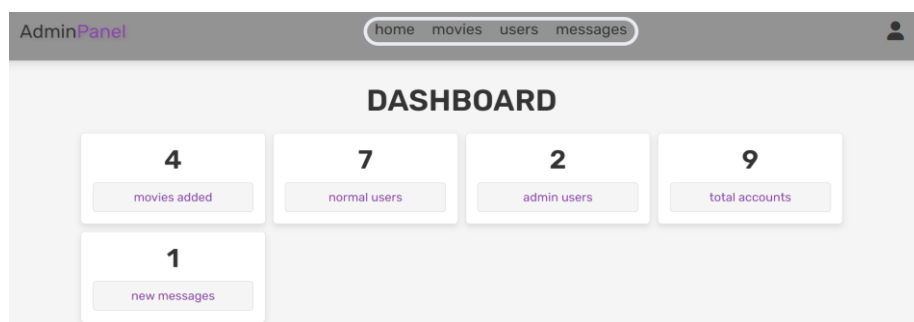 AdminPanel home movies users messages
DASHBOARD
4 7 2 9
movies added normal users admin users total accounts
1
new messages